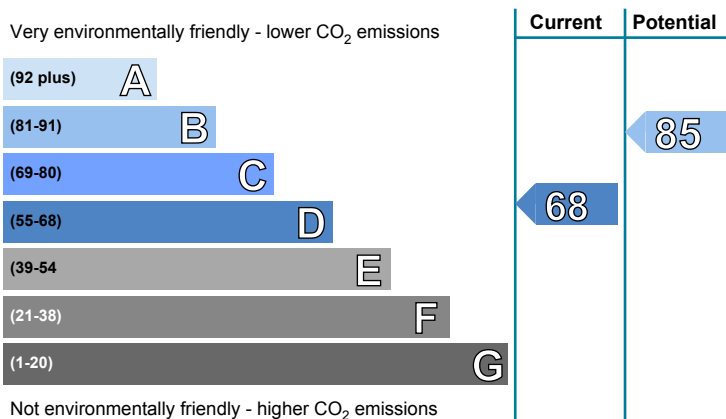 Current Potential
Very environmentally friendly - lower CO2 emissions
(92 plus) A
(81-91) B
85
(69-80) C
(55-68) D
68
(39-54 E
(21-38) F
(1-20) G
Not environmentally friendly - higher CO2 emissions